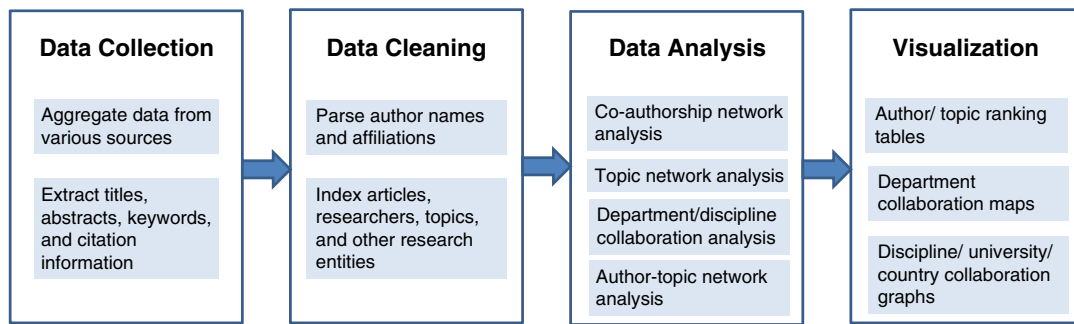 Data Collection
Aggregate data from
various sources
Extract titles,
abstracts, keywords,
and citation
information
Data Cleaning
Parse author names
and affiliations
Index articles,
researchers, topics,
and other research
entities
Data Analysis
Co-authorship network
analysis
Topic network analysis
Department/discipline
collaboration analysis
Author-topic network
analysis
Visualization
Author/ topic ranking
tables
Department
collaboration maps
Discipline/ university/
country collaboration
graphs